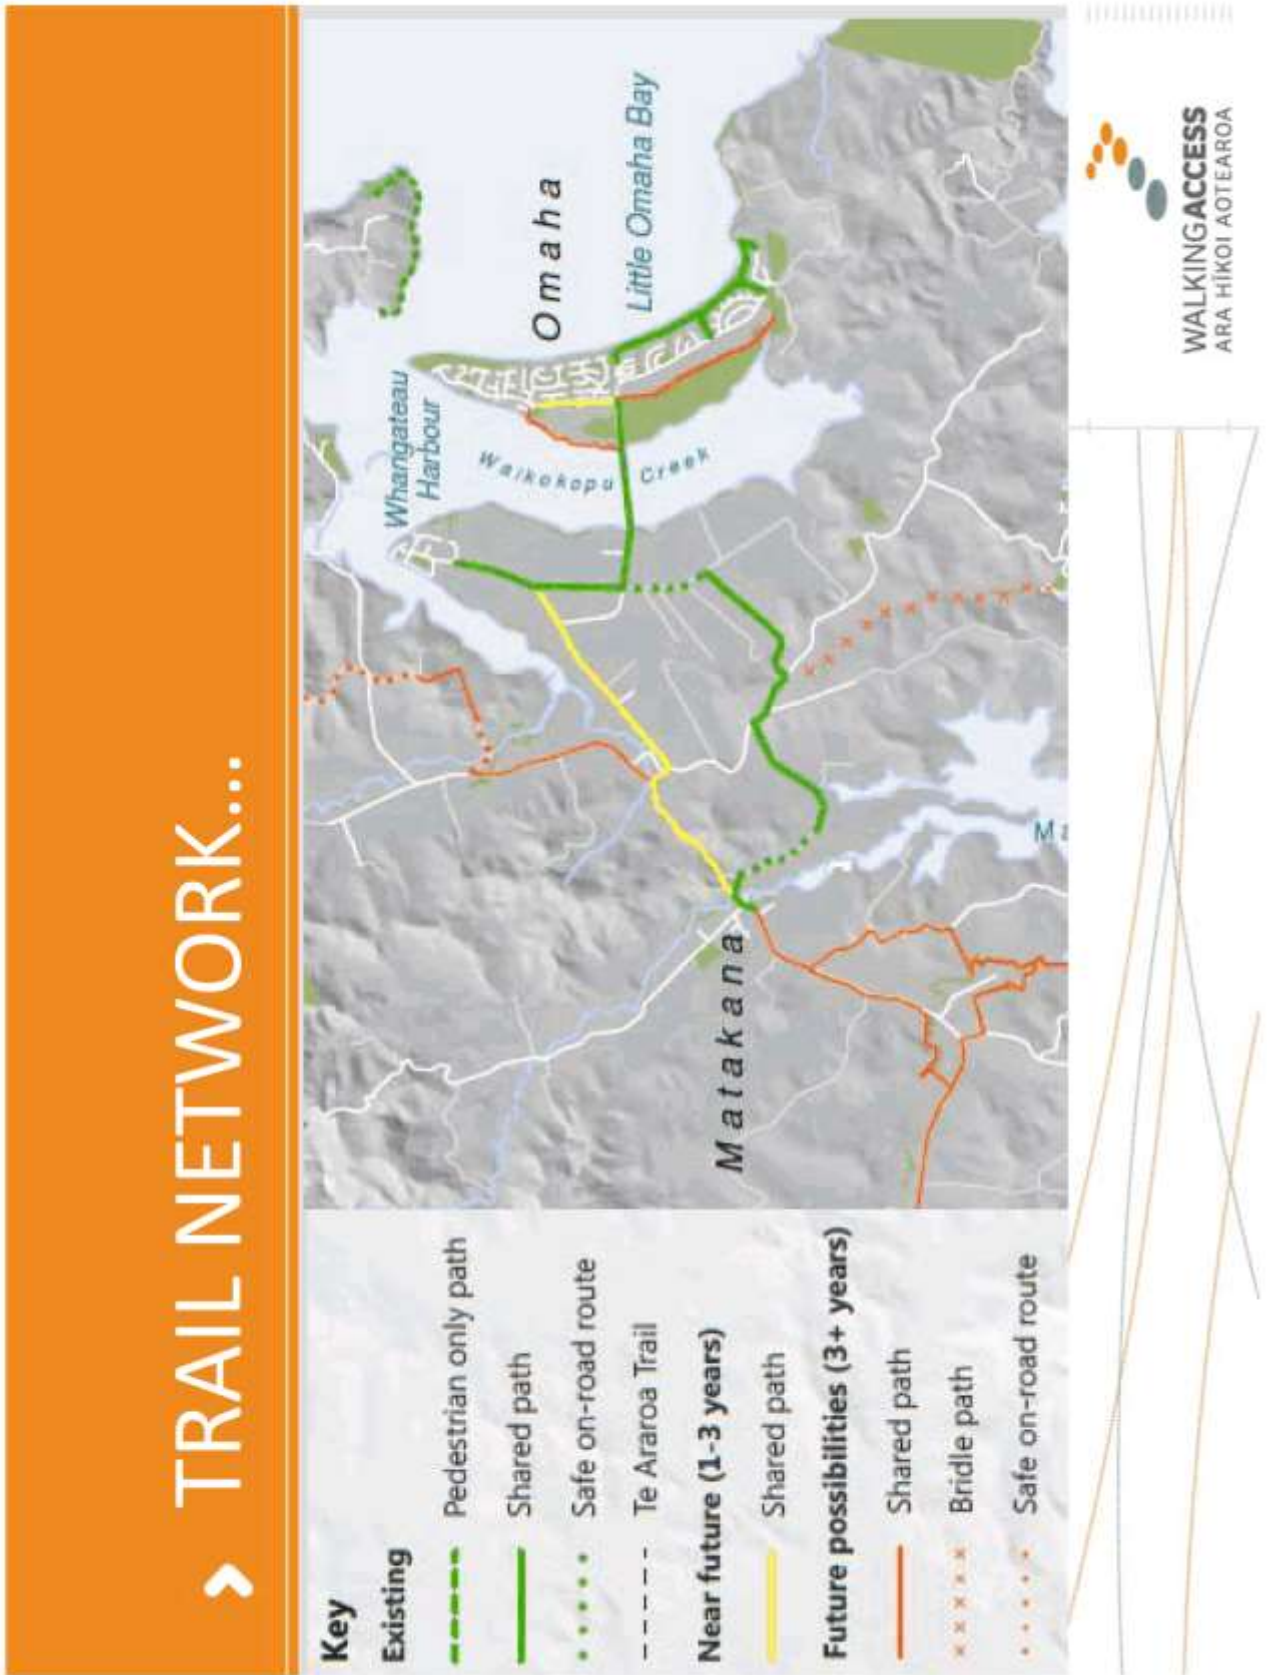 TRAIL NETWORK...
Key
Existing
Pedestrian only path
Shared path
Safe on-road route
Te Araroa Trail
Near future (1-3 years)
Shared path
Future possibilities (3+ years)
Shared path
Bridle path
Safe on-road route
Whangateau
Harbour
Omaha
Waikokopu Creek
Little Omaha Bay
Matakana
Ma
WALKINGACCESS
ARA HĪKOI AOTEAROA